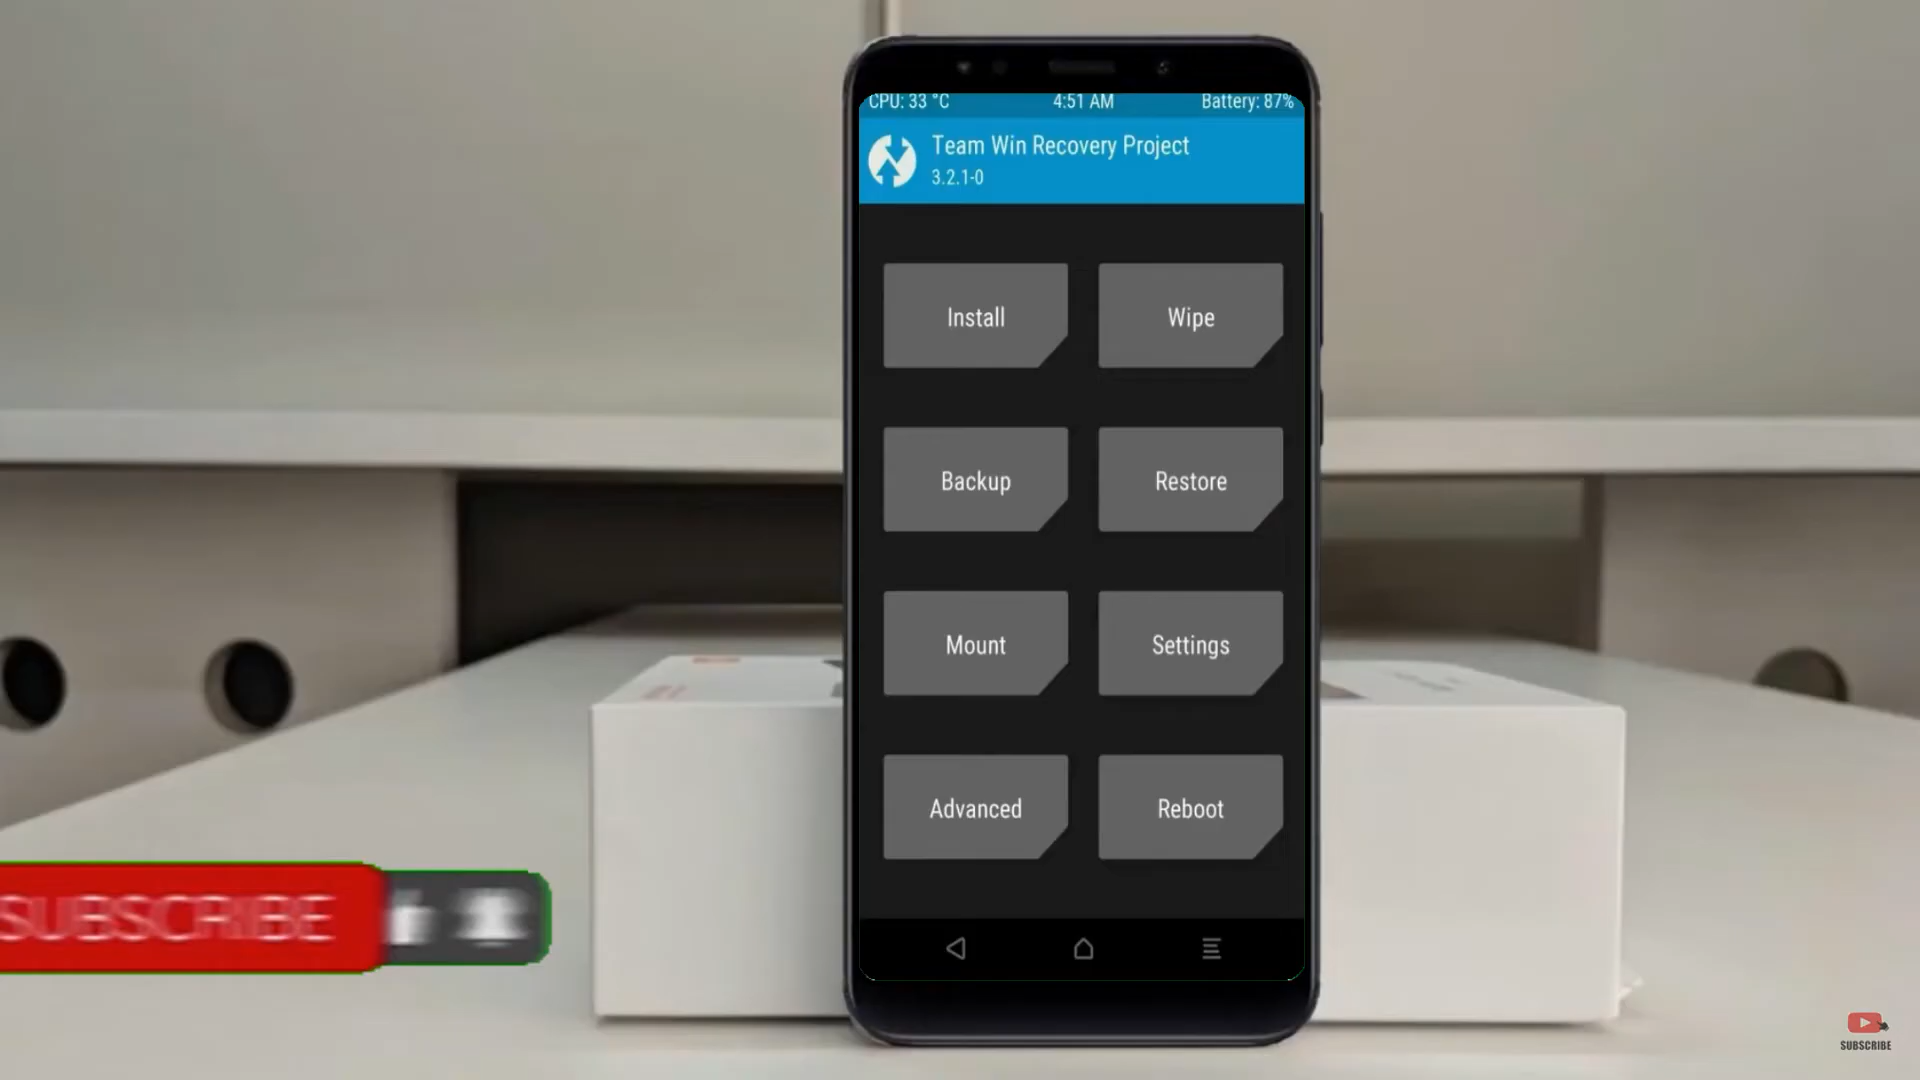 CPU: 33 °C 4:51 AM Battery: 87%
Team Win Recovery Project
3.2.1-0
Install Wipe
Backup Restore
Mount Settings
Advanced Reboot
SUBSCRIBE
SUBSCRIBE